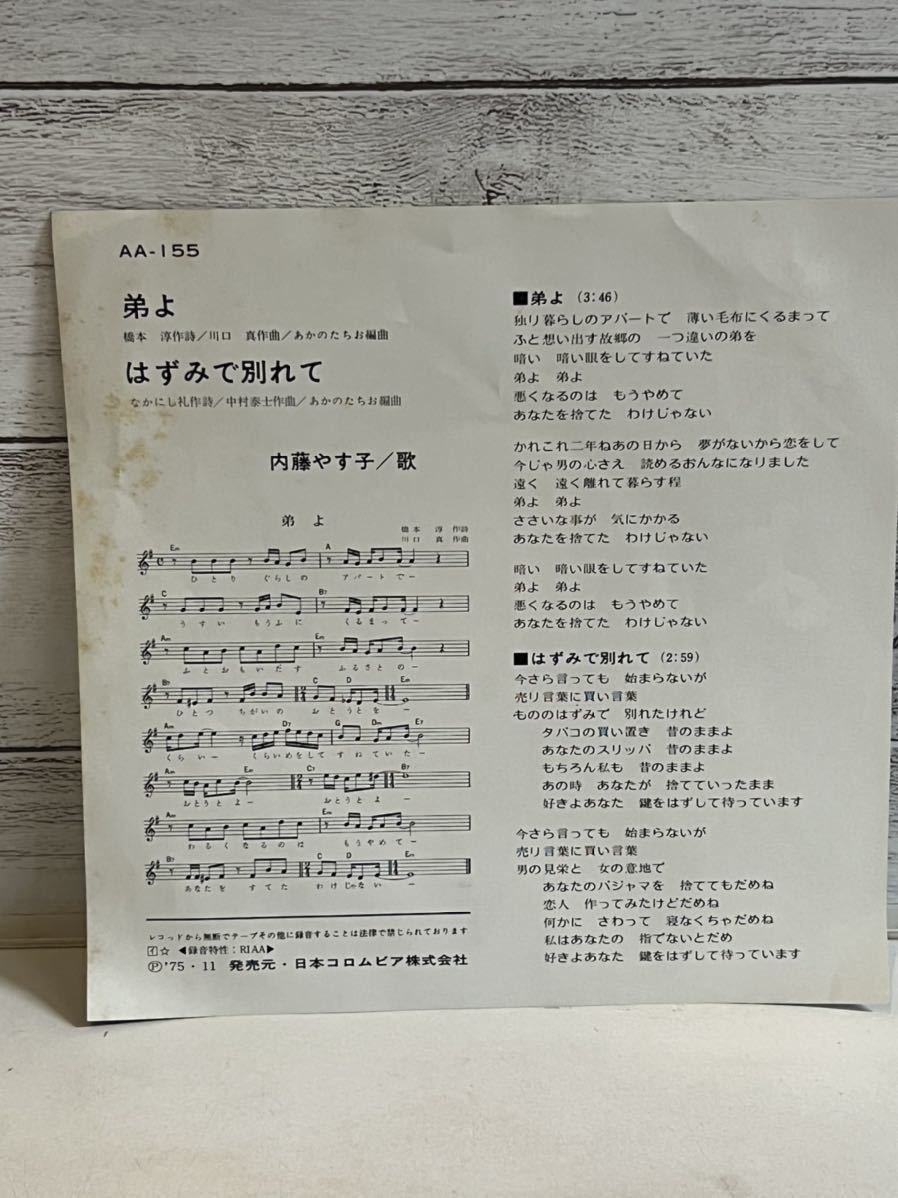 AA-155
弟よ
橋本 淳作詩／川口 真作曲／あかのたちお編曲
はずみで別れて
なかにし礼作詩／中村泰士作曲／あかのたちお編曲
内藤やす子／歌
弟 よ
橋本 淳 作詩
川口 真 作曲
Em A
ひとり ぐらしの アパートでー
C B7
うすい もうふに くるまってー
Am Em
ふとおもいだす ふるさとのー
B7 C D Em
ひとつ ちがいの おとうとをー
Am D7 G Dm E7
くらいー くらいめをして すねていたー
Am Em C7 B7
おとうとよー おとうとよー
Am Em
わるくなるのは もうやめてー
B7 C D Em
あなたを すてた わけじゃないー
レコードから無断でテープその他に録音することは法律で禁じられております
イ☆ ◀録音特性：RIAA▶
Ⓟ'75・11 発売元・日本コロムビア株式会社
■弟よ（3:46）
独り暮らしのアパートで 薄い毛布にくるまって
ふと想い出す故郷の 一つ違いの弟を
暗い 暗い眼をしてすねていた
弟よ 弟よ
悪くなるのは もうやめて
あなたを捨てた わけじゃない
かれこれ二年ねあの日から 夢がないから恋をして
今じゃ男の心さえ 読めるおんなになりました
遠く 遠く離れて暮らす程
弟よ 弟よ
ささいな事が 気にかかる
あなたを捨てた わけじゃない
暗い 暗い眼をしてすねていた
弟よ 弟よ
悪くなるのは もうやめて
あなたを捨てた わけじゃない
■はずみで別れて（2:59）
今さら言っても 始まらないが
売り言葉に買い言葉
もののはずみで 別れたけれど
タバコの買い置き 昔のままよ
あなたのスリッパ 昔のままよ
もちろん私も 昔のままよ
あの時 あなたが 捨てていったまま
好きよあなた 鍵をはずして待っています
今さら言っても 始まらないが
売り言葉に買い言葉
男の見栄と 女の意地で
あなたのパジャマを 捨ててもだめね
恋人 作ってみたけどだめね
何かに さわって 寝なくちゃだめね
私はあなたの 指でないとだめ
好きよあなた 鍵をはずして待っています